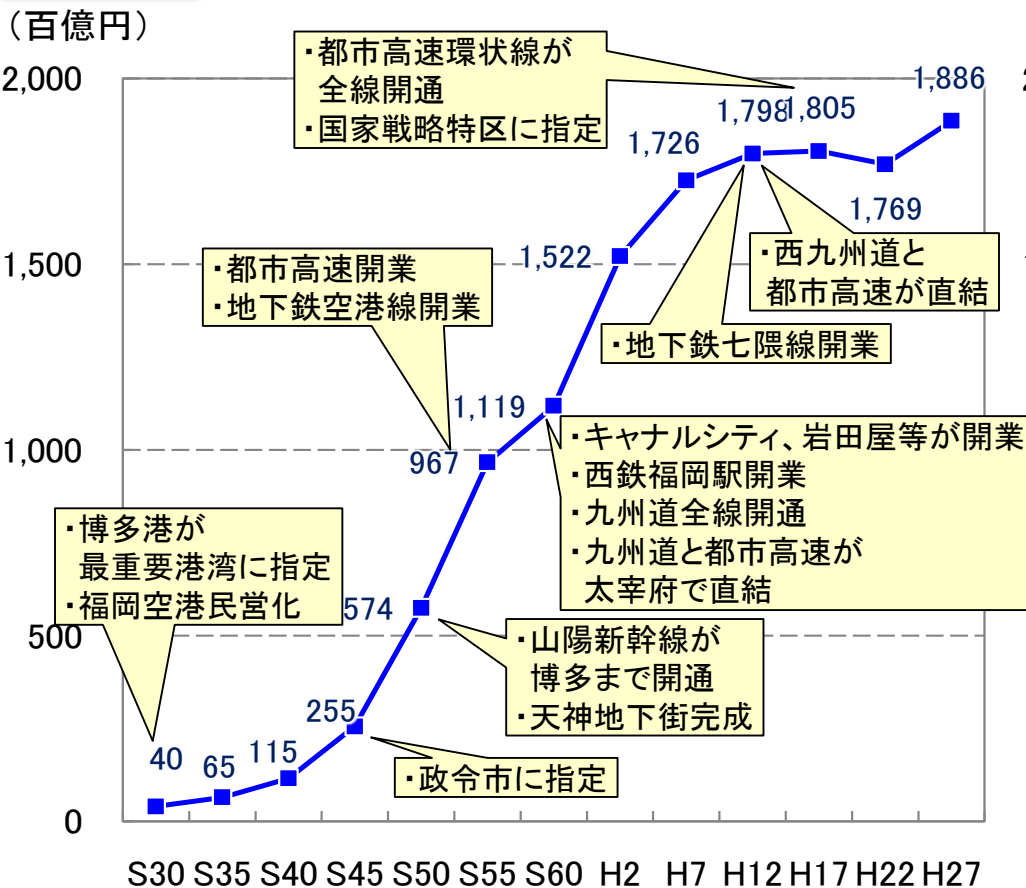 （百億円）
・都市高速環状線が
全線開通
・国家戦略特区に指定
2,000
1,500
1,000
500
0
1,886
1,798
1,805
1,726
1,769
1,522
・西九州道と
都市高速が直結
・都市高速開業
・地下鉄空港線開業
・地下鉄七隈線開業
1,119
967
・キャナルシティ、岩田屋等が開業
・西鉄福岡駅開業
・九州道全線開通
・九州道と都市高速が
太宰府で直結
・博多港が
最重要港湾に指定
・福岡空港民営化
574
・山陽新幹線が
博多まで開通
・天神地下街完成
255
・政令市に指定
40
65
115
S30 S35 S40 S45 S50 S55 S60 H2 H7 H12 H17 H22 H27